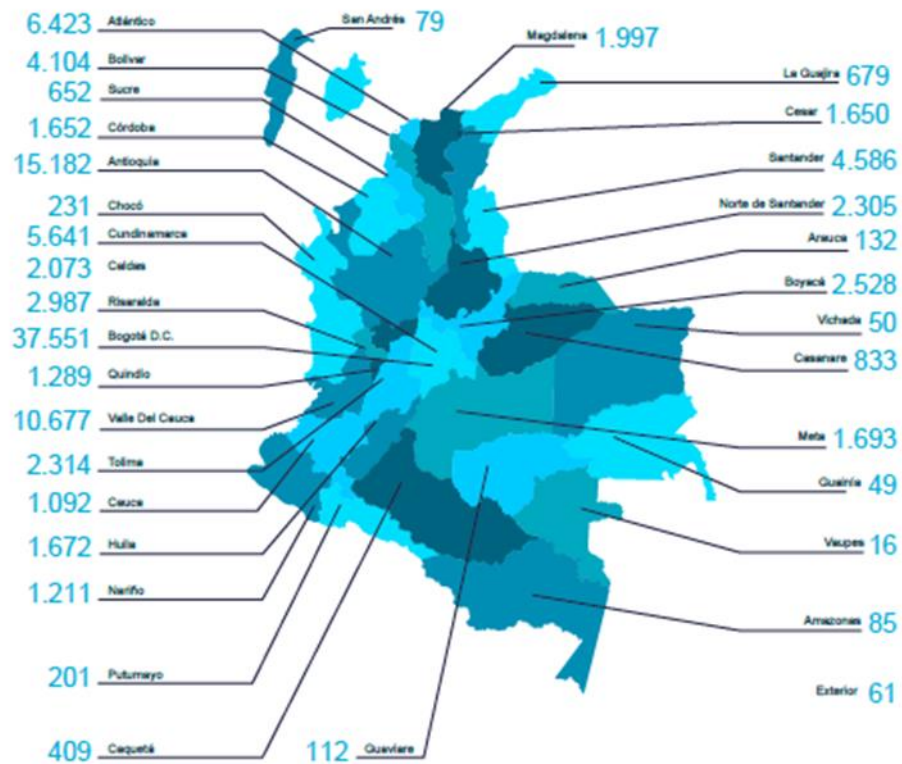 6.423 Atlántico
4.104 Bolivar
652 Sucre
1.652 Córdoba
15.182 Antioquia
231 Chocó
5.641 Cundinamarca
2.073 Caldas
2.987 Risaralda
37.551 Bogotá D.C.
1.289 Quindio
10.677 Valle Del Cauca
2.314 Tolima
1.092 Cauca
1.672 Huila
1.211 Nariño
201 Putumayo
409 Caquetá
112 Guaviare
San Andrés 79
Magdalena 1.997
La Guajira 679
Cesar 1.650
Santander 4.586
Norte de Santander 2.305
Arauca 132
Boyacá 2.528
Vichada 50
Casanare 833
Meta 1.693
Guainía 49
Vaupes 16
Amazonas 85
Exterior 61